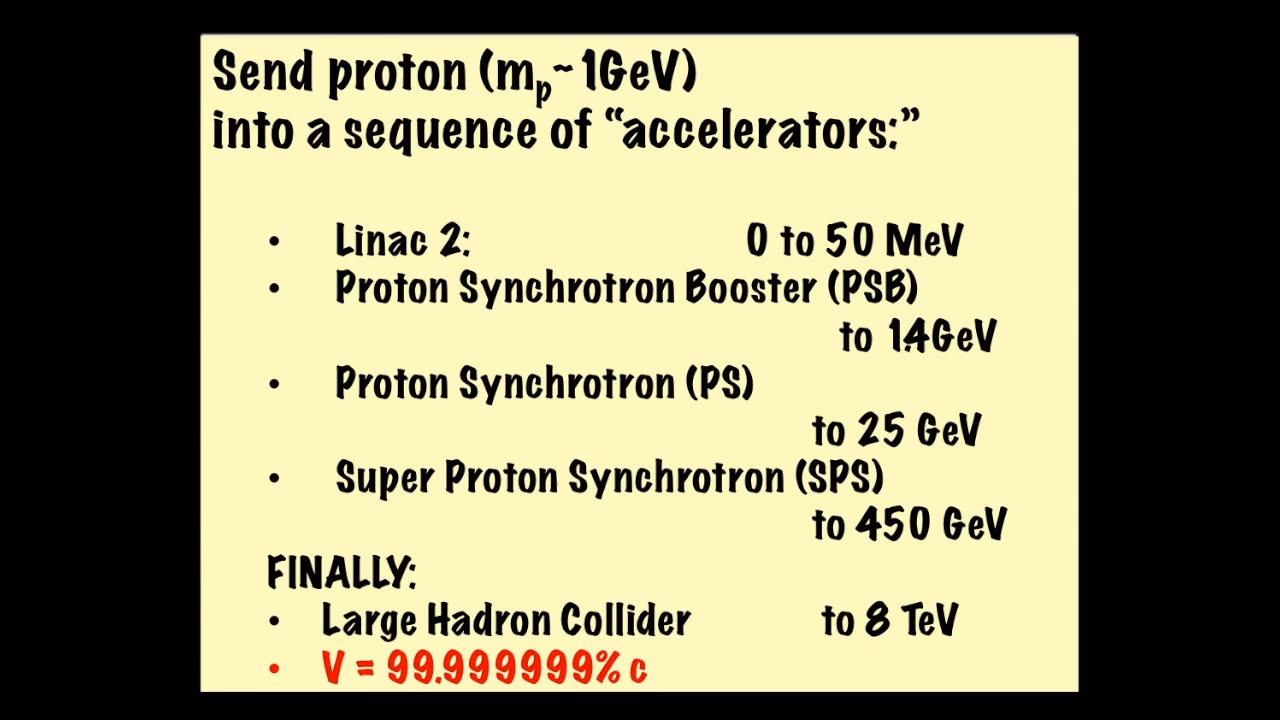 Send proton (mp~1GeV)
into a sequence of “accelerators:”
• Linac 2: 0 to 50 MeV
• Proton Synchrotron Booster (PSB)
to 1.4GeV
• Proton Synchrotron (PS)
to 25 GeV
• Super Proton Synchrotron (SPS)
to 450 GeV
FINALLY:
• Large Hadron Collider to 8 TeV
• V = 99.999999% c